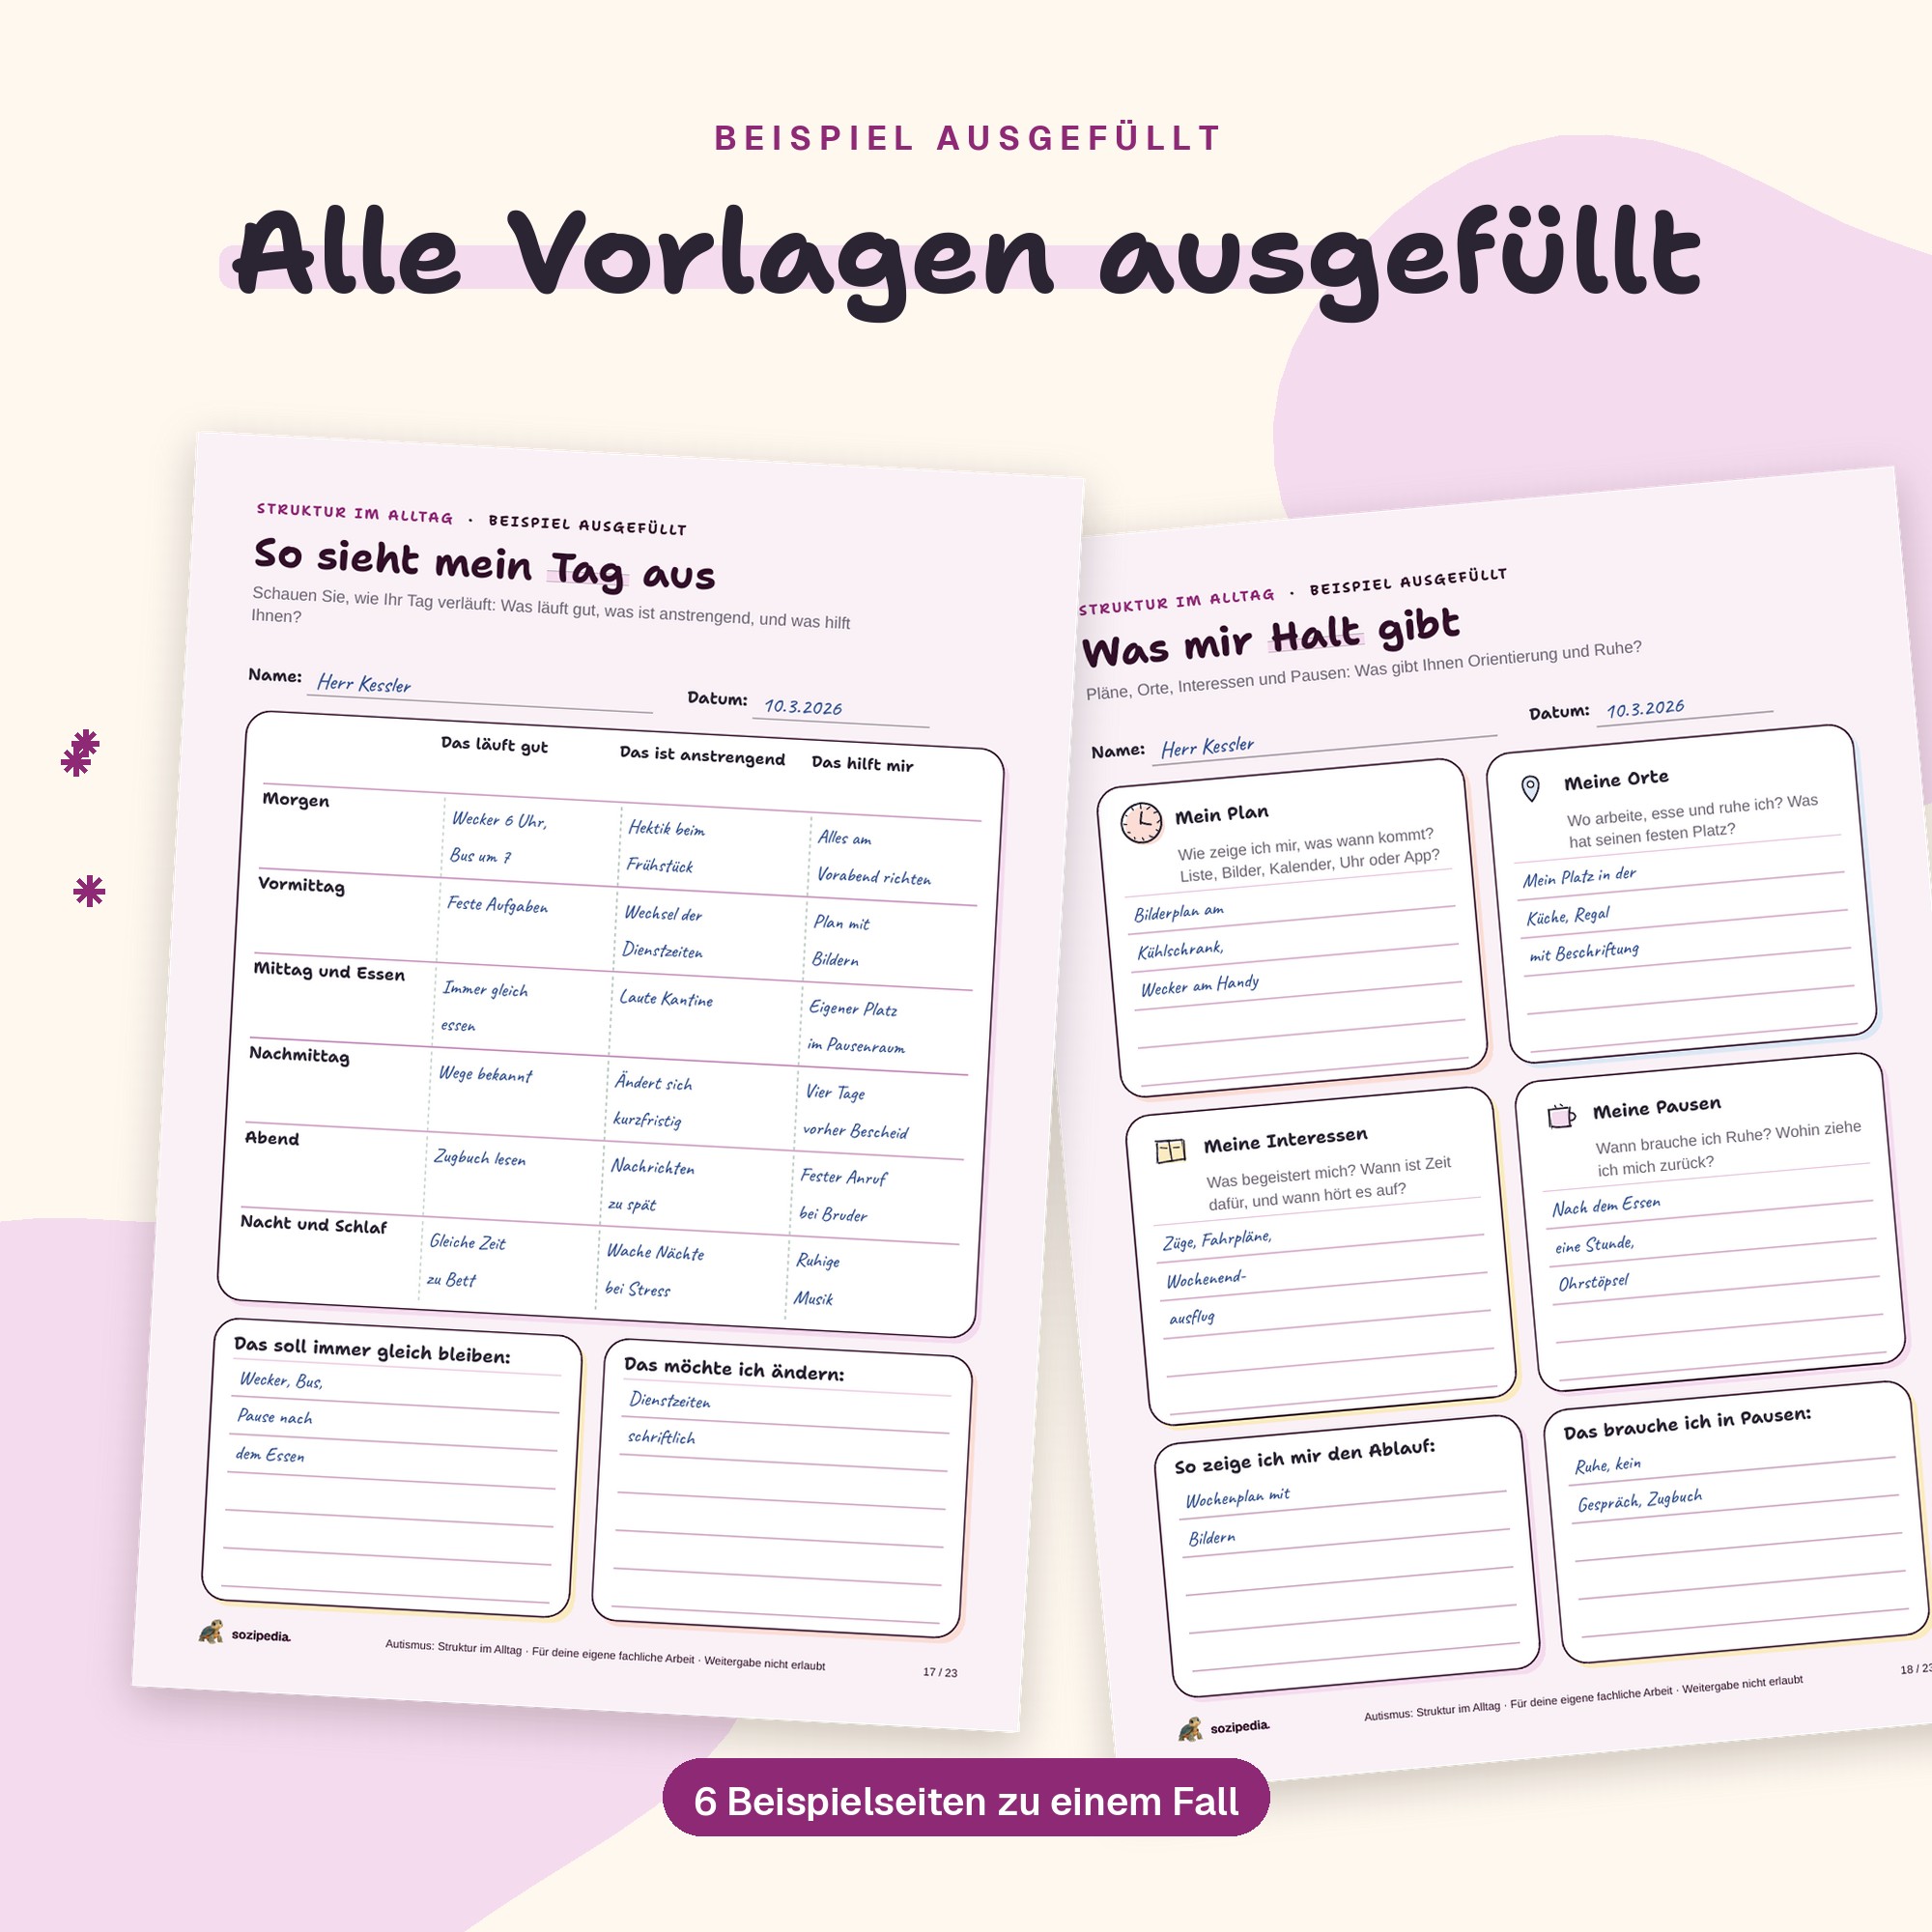 BEISPIEL AUSGEFÜLLT
Alle Vorlagen ausgefüllt
STRUKTUR IM ALLTAG · BEISPIEL AUSGEFÜLLT
So sieht mein Tag aus
Schauen Sie, wie Ihr Tag verläuft: Was läuft gut, was ist anstrengend, und was hilft
Ihnen?
Name: Herr Kessler Datum: 10.3.2026
Das läuft gut Das ist anstrengend Das hilft mir
Morgen
Wecker 6 Uhr,
Bus um 7
Hektik beim
Frühstück
Alles am
Vorabend richten
Vormittag
Feste Aufgaben
Wechsel der
Dienstzeiten
Plan mit
Bildern
Mittag und Essen
Immer gleich
essen
Laute Kantine
Eigener Platz
im Pausenraum
Nachmittag
Wege bekannt
Ändert sich
kurzfristig
Vier Tage
vorher Bescheid
Abend
Zugbuch lesen
Nachrichten
zu spät
Fester Anruf
bei Bruder
Nacht und Schlaf
Gleiche Zeit
zu Bett
Wache Nächte
bei Stress
Ruhige
Musik
Das soll immer gleich bleiben:
Wecker, Bus,
Pause nach
dem Essen
Das möchte ich ändern:
Dienstzeiten
schriftlich
sozipedia.
Autismus: Struktur im Alltag · Für deine eigene fachliche Arbeit · Weitergabe nicht erlaubt
17 / 23
STRUKTUR IM ALLTAG · BEISPIEL AUSGEFÜLLT
Was mir Halt gibt
Pläne, Orte, Interessen und Pausen: Was gibt Ihnen Orientierung und Ruhe?
Name: Herr Kessler Datum: 10.3.2026
Mein Plan
Wie zeige ich mir, was wann kommt?
Liste, Bilder, Kalender, Uhr oder App?
Bilderplan am
Kühlschrank,
Wecker am Handy
Meine Orte
Wo arbeite, esse und ruhe ich? Was
hat seinen festen Platz?
Mein Platz in der
Küche, Regal
mit Beschriftung
Meine Interessen
Was begeistert mich? Wann ist Zeit
dafür, und wann hört es auf?
Züge, Fahrpläne,
Wochenend-
ausflug
Meine Pausen
Wann brauche ich Ruhe? Wohin ziehe
ich mich zurück?
Nach dem Essen
eine Stunde,
Ohrstöpsel
So zeige ich mir den Ablauf:
Wochenplan mit
Bildern
Das brauche ich in Pausen:
Ruhe, kein
Gespräch, Zugbuch
sozipedia.
Autismus: Struktur im Alltag · Für deine eigene fachliche Arbeit · Weitergabe nicht erlaubt
18 / 23
6 Beispielseiten zu einem Fall